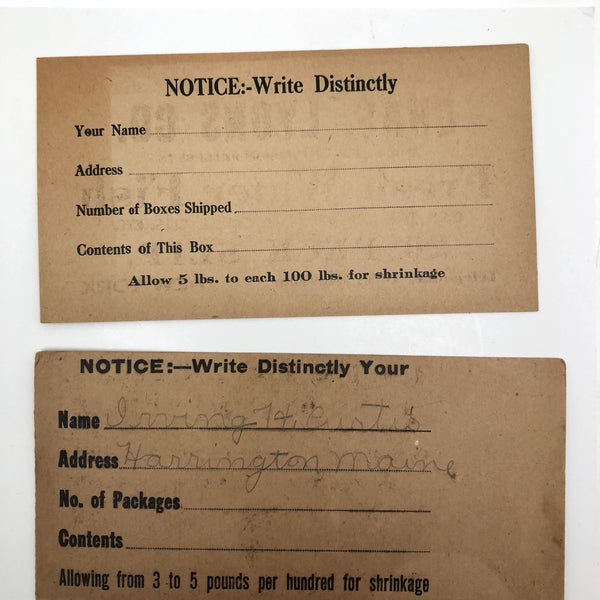 NOTICE:-Write Distinctly
Your Name
Address
Number of Boxes Shipped
Contents of This Box
Allow 5 lbs. to each 100 lbs. for shrinkage
NOTICE:—Write Distinctly Your
Name Irving H.
Address Harrington Maine
No. of Packages
Contents
Allowing from 3 to 5 pounds per hundred for shrinkage